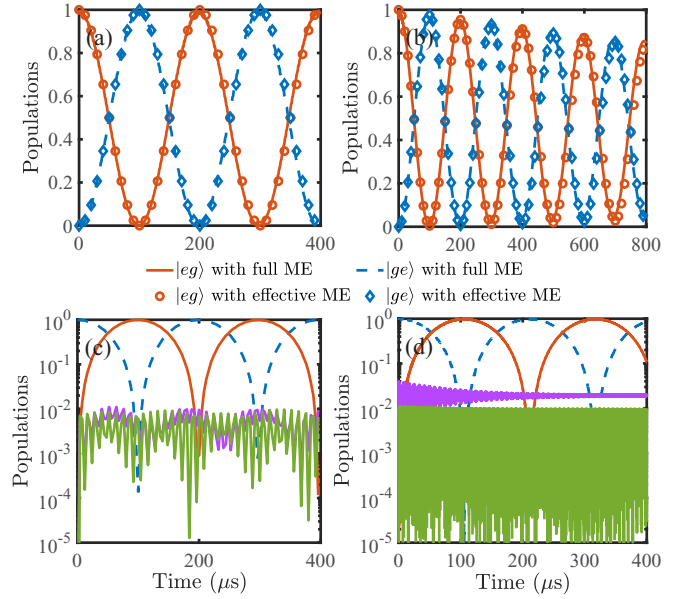 (a)
Populations
1
0.8
0.6
0.4
0.2
0
0 200 400
(b)
Populations
1
0.8
0.6
0.4
0.2
0
0 200 400 600 800
|eg⟩ with full ME
|ge⟩ with full ME
|eg⟩ with effective ME
|ge⟩ with effective ME
(c)
Populations
10^0
10^-1
10^-2
10^-3
10^-4
10^-5
0 200 400
Time (μs)
(d)
Populations
10^0
10^-1
10^-2
10^-3
10^-4
10^-5
0 100 200 300 400
Time (μs)